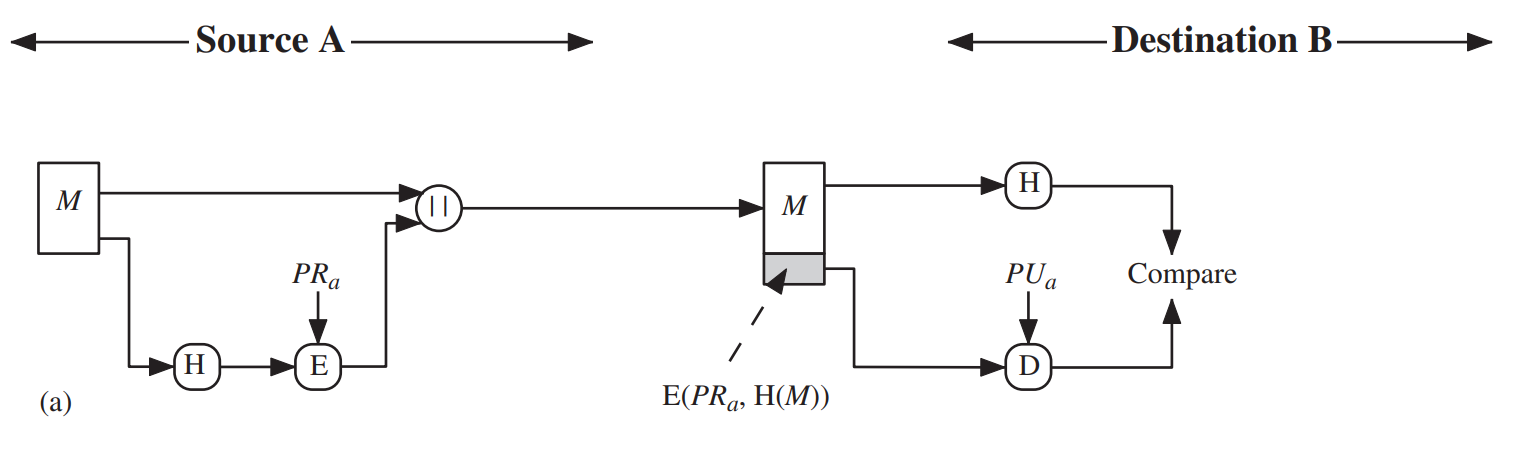 Source A
Destination B
M
||
M
H
PRa
PUa
Compare
H
E
D
(a)
E(PRa, H(M))